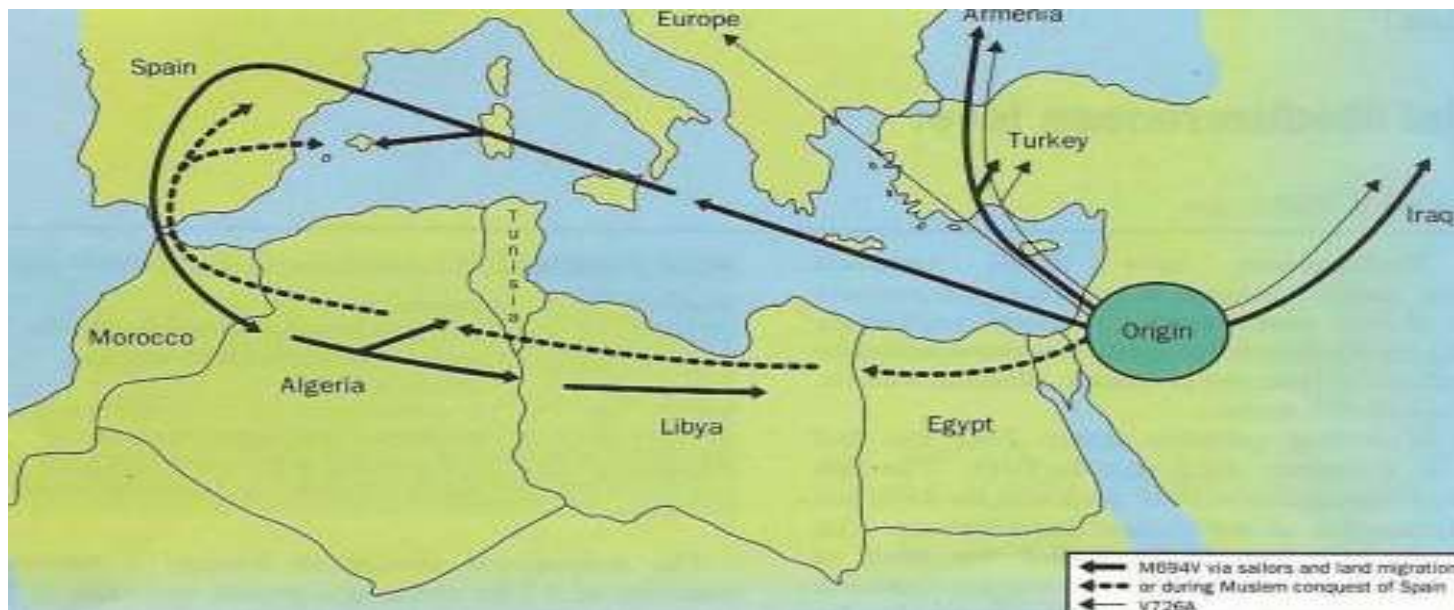 Europe
Armenia
Spain
Turkey
Iraq
Tunisia
Origin
Morocco
Algeria
Libya
Egypt
M694V via sailors and land migration
or during Muslem conquest of Spain
V726A